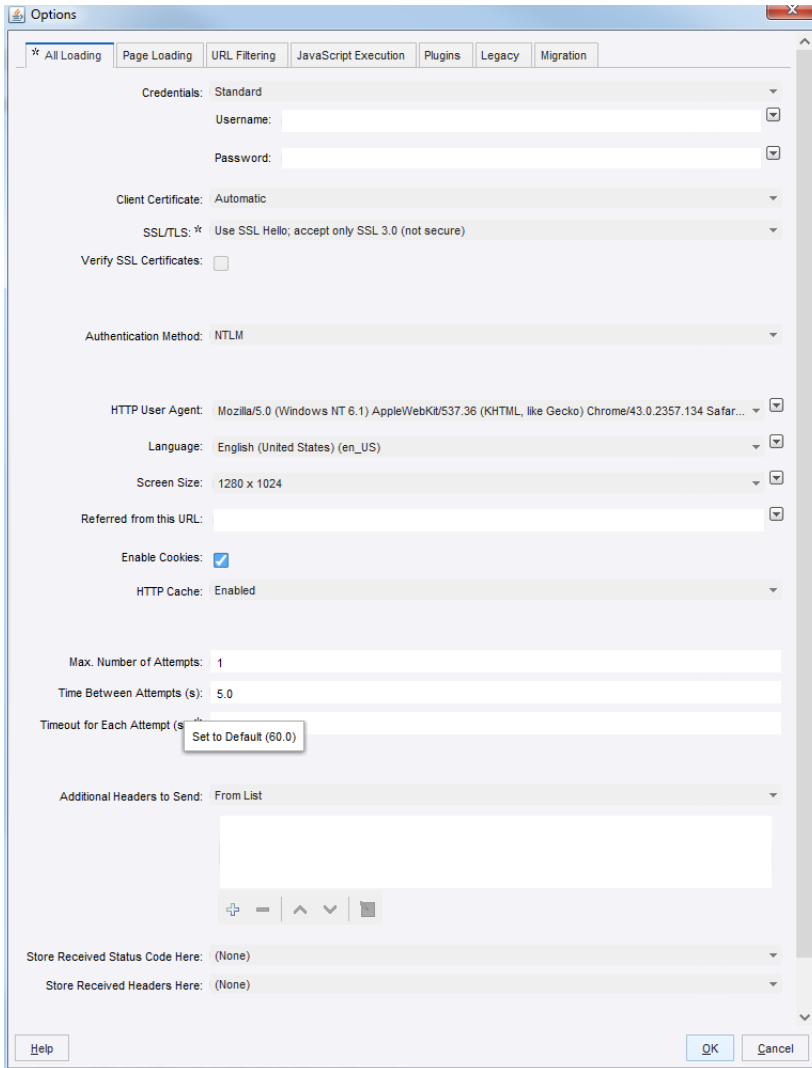 Options
* All Loading Page Loading URL Filtering JavaScript Execution Plugins Legacy Migration
Credentials: Standard
Username:
Password:
Client Certificate: Automatic
SSL/TLS: * Use SSL Hello; accept only SSL 3.0 (not secure)
Verify SSL Certificates:
Authentication Method: NTLM
HTTP User Agent: Mozilla/5.0 (Windows NT 6.1) AppleWebKit/537.36 (KHTML, like Gecko) Chrome/43.0.2357.134 Safar...
Language: English (United States) (en_US)
Screen Size: 1280 x 1024
Referred from this URL:
Enable Cookies:
HTTP Cache: Enabled
Max. Number of Attempts: 1
Time Between Attempts (s): 5.0
Timeout for Each Attempt (s *
Set to Default (60.0)
Additional Headers to Send: From List
Store Received Status Code Here: (None)
Store Received Headers Here: (None)
Help OK Cancel